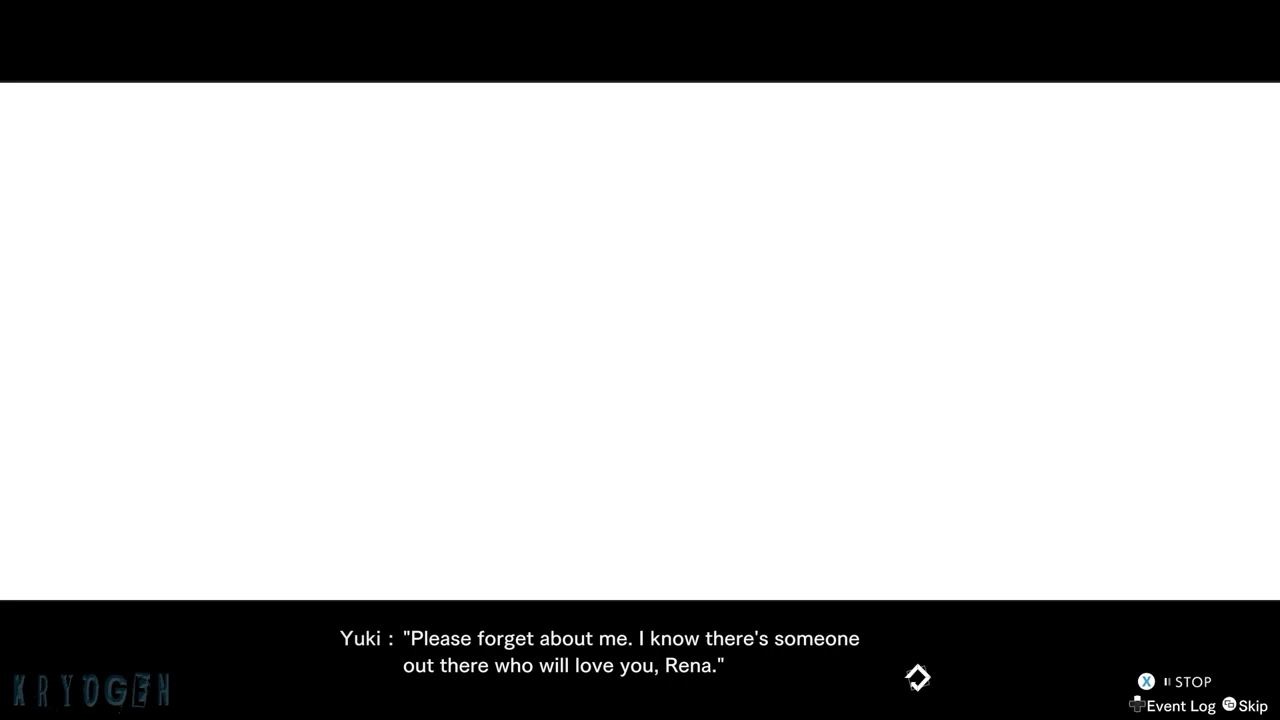 Yuki : "Please forget about me. I know there's someone
out there who will love you, Rena."
KRYOGEN
X STOP
Event Log Skip